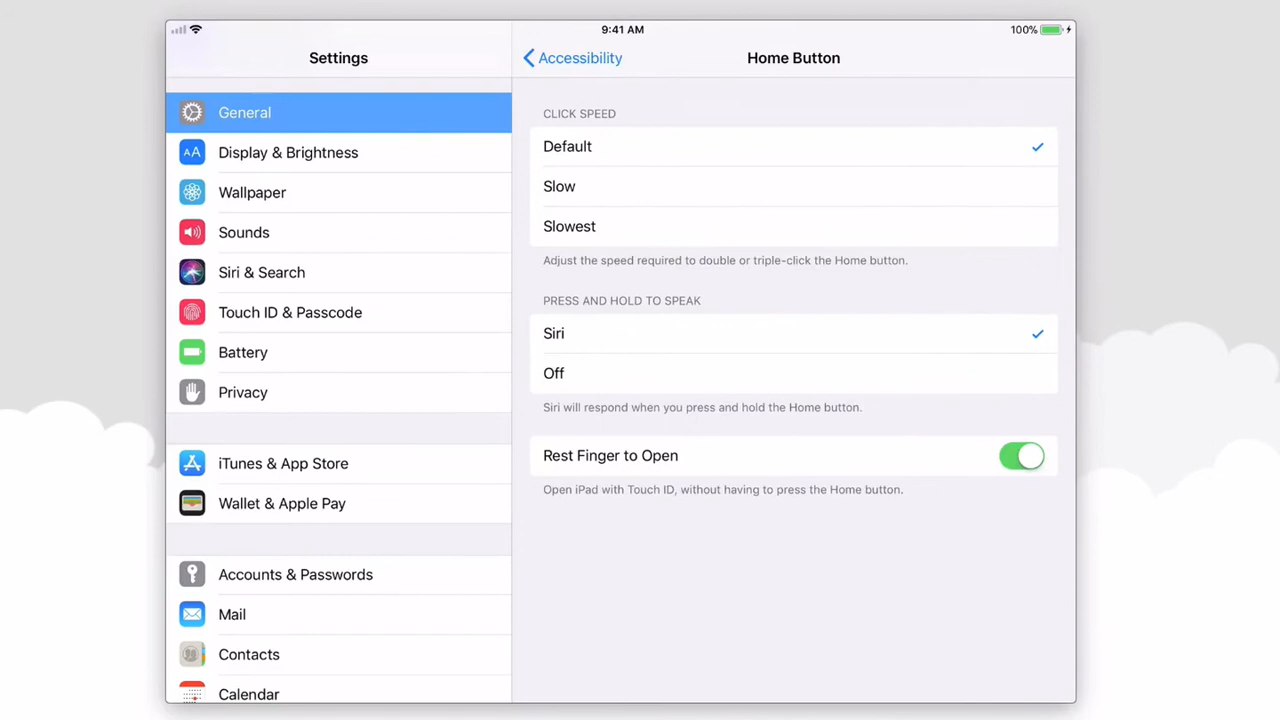 9:41 AM
100%
Settings
General
Display & Brightness
Wallpaper
Sounds
Siri & Search
Touch ID & Passcode
Battery
Privacy
iTunes & App Store
Wallet & Apple Pay
Accounts & Passwords
Mail
Contacts
Calendar
Accessibility
Home Button
CLICK SPEED
Default
Slow
Slowest
Adjust the speed required to double or triple-click the Home button.
PRESS AND HOLD TO SPEAK
Siri
Off
Siri will respond when you press and hold the Home button.
Rest Finger to Open
Open iPad with Touch ID, without having to press the Home button.